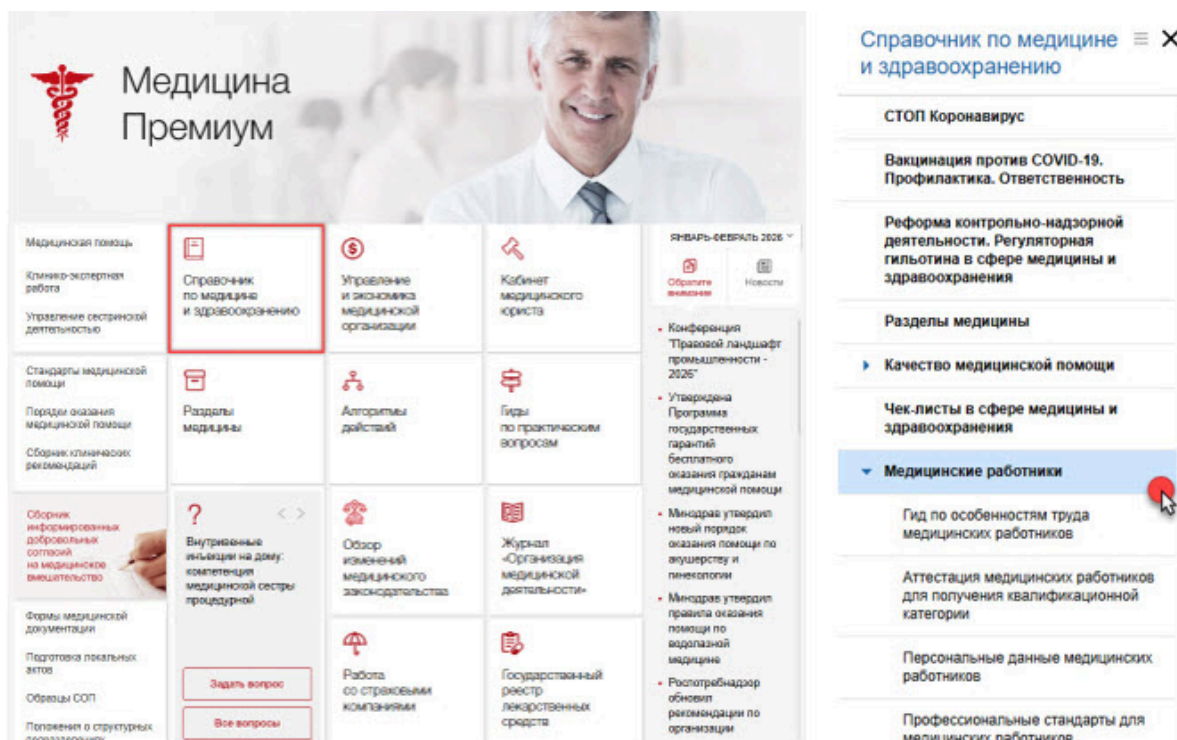 Медицина
Премиум
Медицинская помощь
Клинико-экспертная
работа
Управление сестринской
деятельностью
Справочник
по медицине
и здравоохранению
Управление
и экономика
медицинской
организации
Кабинет
медицинского
юриста
ЯНВАРЬ-ФЕВРАЛЬ 2026
Обратите
внимание
Новости
Стандарты медицинской
помощи
Порядки оказания
медицинской помощи
Сборник клинических
рекомендаций
Разделы
медицины
Алгоритмы
действий
Гиды
по практическим
вопросам
Конференция
"Правовой ландшафт
промышленности -
2026"
Утверждена
Программа
государственных
гарантий
бесплатного
оказания гражданам
медицинской помощи
Минздрав утвердил
новый порядок
оказания помощи по
акушерству и
гинекологии
Минздрав утвердил
правила оказания
помощи по
водолазной
медицине
Роспотребнадзор
обновил
рекомендации по
организации
Сборник
информированных
добровольных
согласий
на медицинское
вмешательство
?
Внутривенные
инъекции на дому:
компетенция
медицинской сестры
процедурной
Задать вопрос
Все вопросы
Обзор
изменений
медицинского
законодательства
Журнал
«Организация
медицинской
деятельности»
Формы медицинской
документации
Подготовка локальных
актов
Образцы СОП
Положения о структурных
подразделениях
Работа
со страховыми
компаниями
Государственный
реестр
лекарственных
средств
Справочник по медицине
и здравоохранению
СТОП Коронавирус
Вакцинация против COVID-19.
Профилактика. Ответственность
Реформа контрольно-надзорной
деятельности. Регуляторная
гильотина в сфере медицины и
здравоохранения
Разделы медицины
Качество медицинской помощи
Чек-листы в сфере медицины и
здравоохранения
Медицинские работники
Гид по особенностям труда
медицинских работников
Аттестация медицинских работников
для получения квалификационной
категории
Персональные данные медицинских
работников
Профессиональные стандарты для
медицинских работников